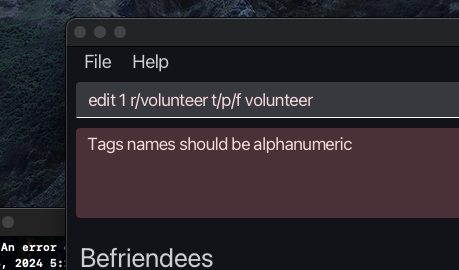 File Help
edit 1 r/volunteer t/p/f volunteer
Tags names should be alphanumeric
An error
, 2024 5:
Befriendees